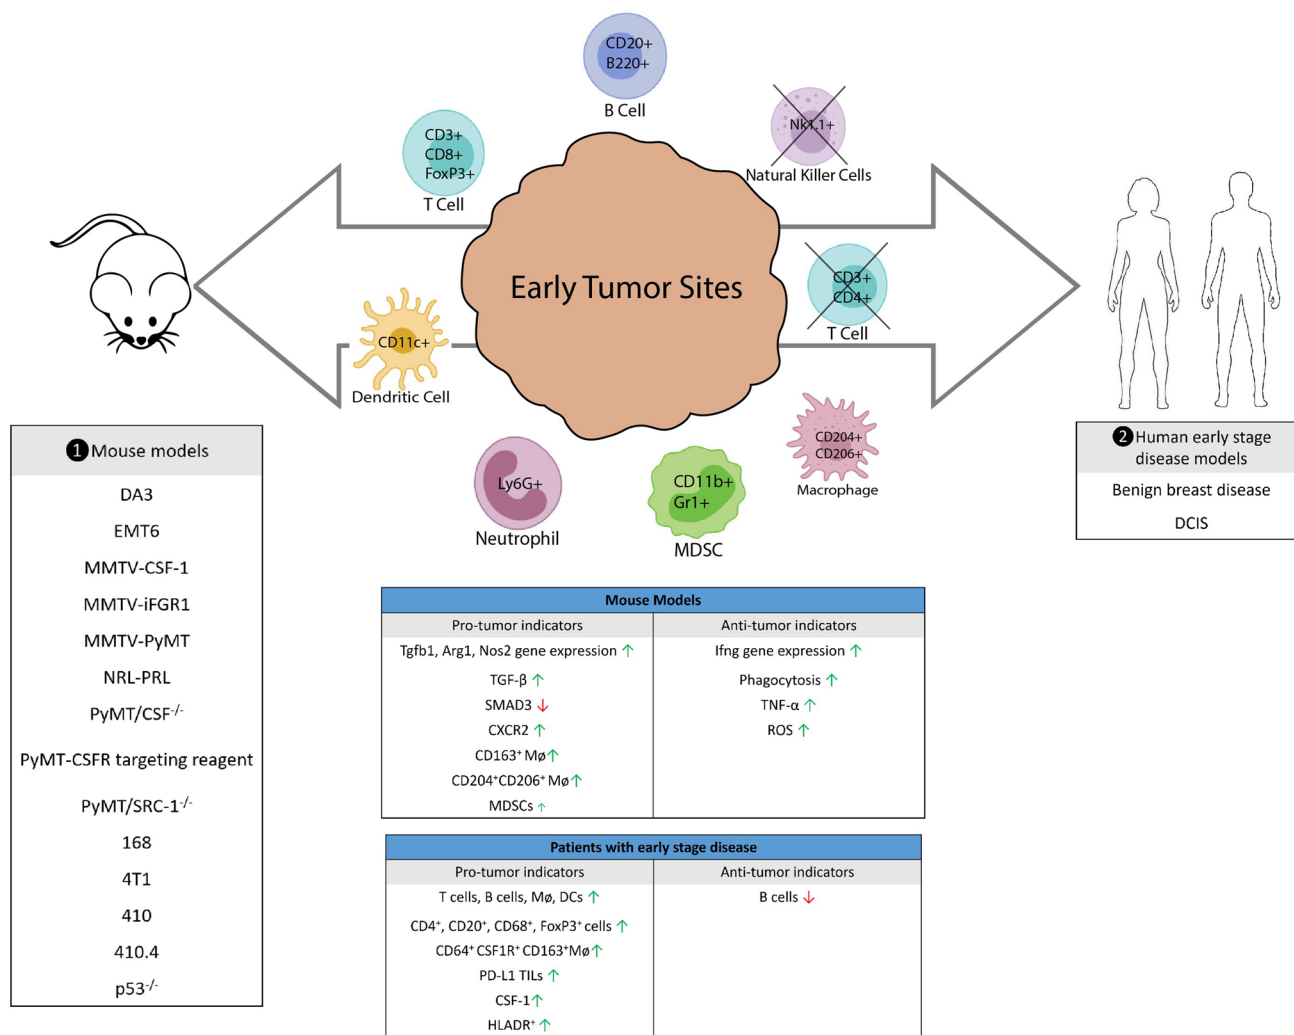 CD20+
B220+
B Cell
Nk1.1+
Natural Killer Cells
CD3+
CD8+
FoxP3+
T Cell
Early Tumor Sites
CD3+
CD4+
T Cell
CD11c+
Dendritic Cell
CD204+
CD206+
Macrophage
Ly6G+
Neutrophil
CD11b+
Gr1+
MDSC
1 Mouse models
DA3
EMT6
MMTV-CSF-1
MMTV-iFGR1
MMTV-PyMT
NRL-PRL
PyMT/CSF-/-
PyMT-CSFR targeting reagent
PyMT/SRC-1-/-
168
4T1
410
410.4
p53-/-
2 Human early stage
disease models
Benign breast disease
DCIS
Mouse Models
Pro-tumor indicators
Anti-tumor indicators
Tgfb1, Arg1, Nos2 gene expression ↑
Ifng gene expression ↑
TGF-β ↑
Phagocytosis ↑
SMAD3 ↓
TNF-α ↑
CXCR2 ↑
ROS ↑
CD163+ Mø ↑
CD204+CD206+ Mø ↑
MDSCs ↑
Patients with early stage disease
Pro-tumor indicators
Anti-tumor indicators
T cells, B cells, Mø, DCs ↑
B cells ↓
CD4+, CD20+, CD68+, FoxP3+ cells ↑
CD64+ CSF1R+ CD163+Mø ↑
PD-L1 TILs ↑
CSF-1 ↑
HLADR+ ↑